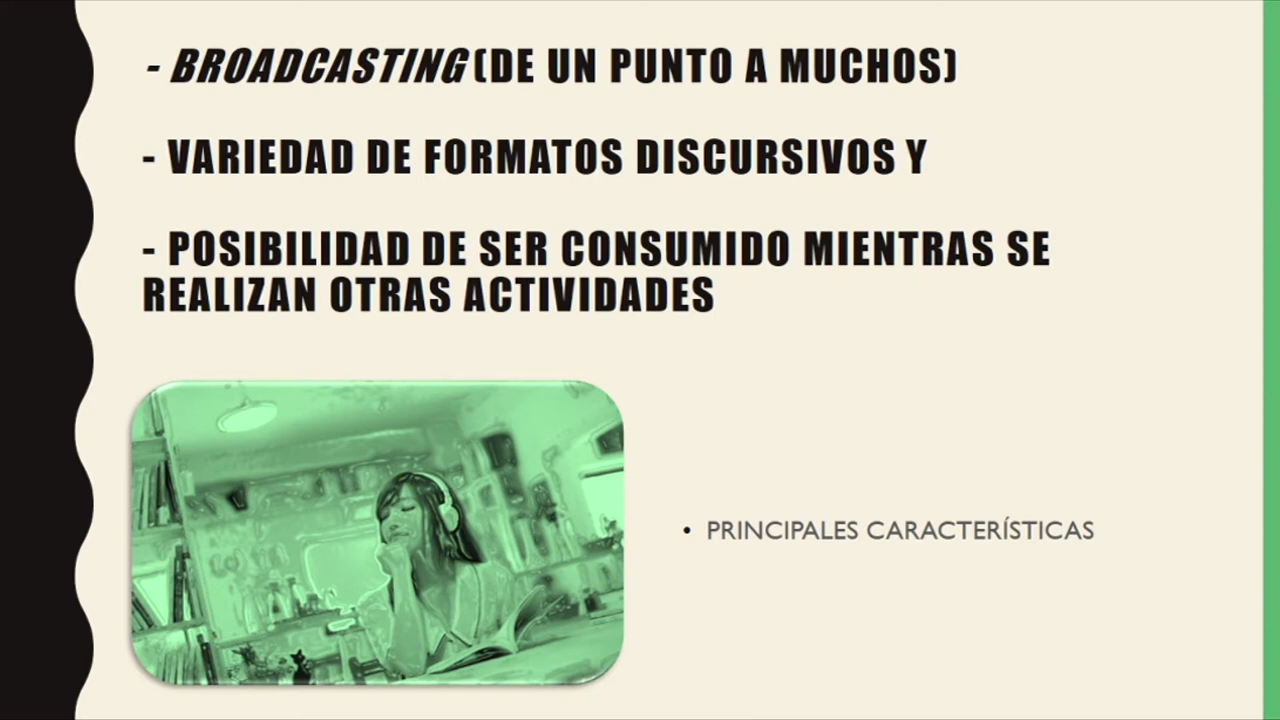 - BROADCASTING (DE UN PUNTO A MUCHOS)
- VARIEDAD DE FORMATOS DISCURSIVOS Y
- POSIBILIDAD DE SER CONSUMIDO MIENTRAS SE
REALIZAN OTRAS ACTIVIDADES
• PRINCIPALES CARACTERÍSTICAS